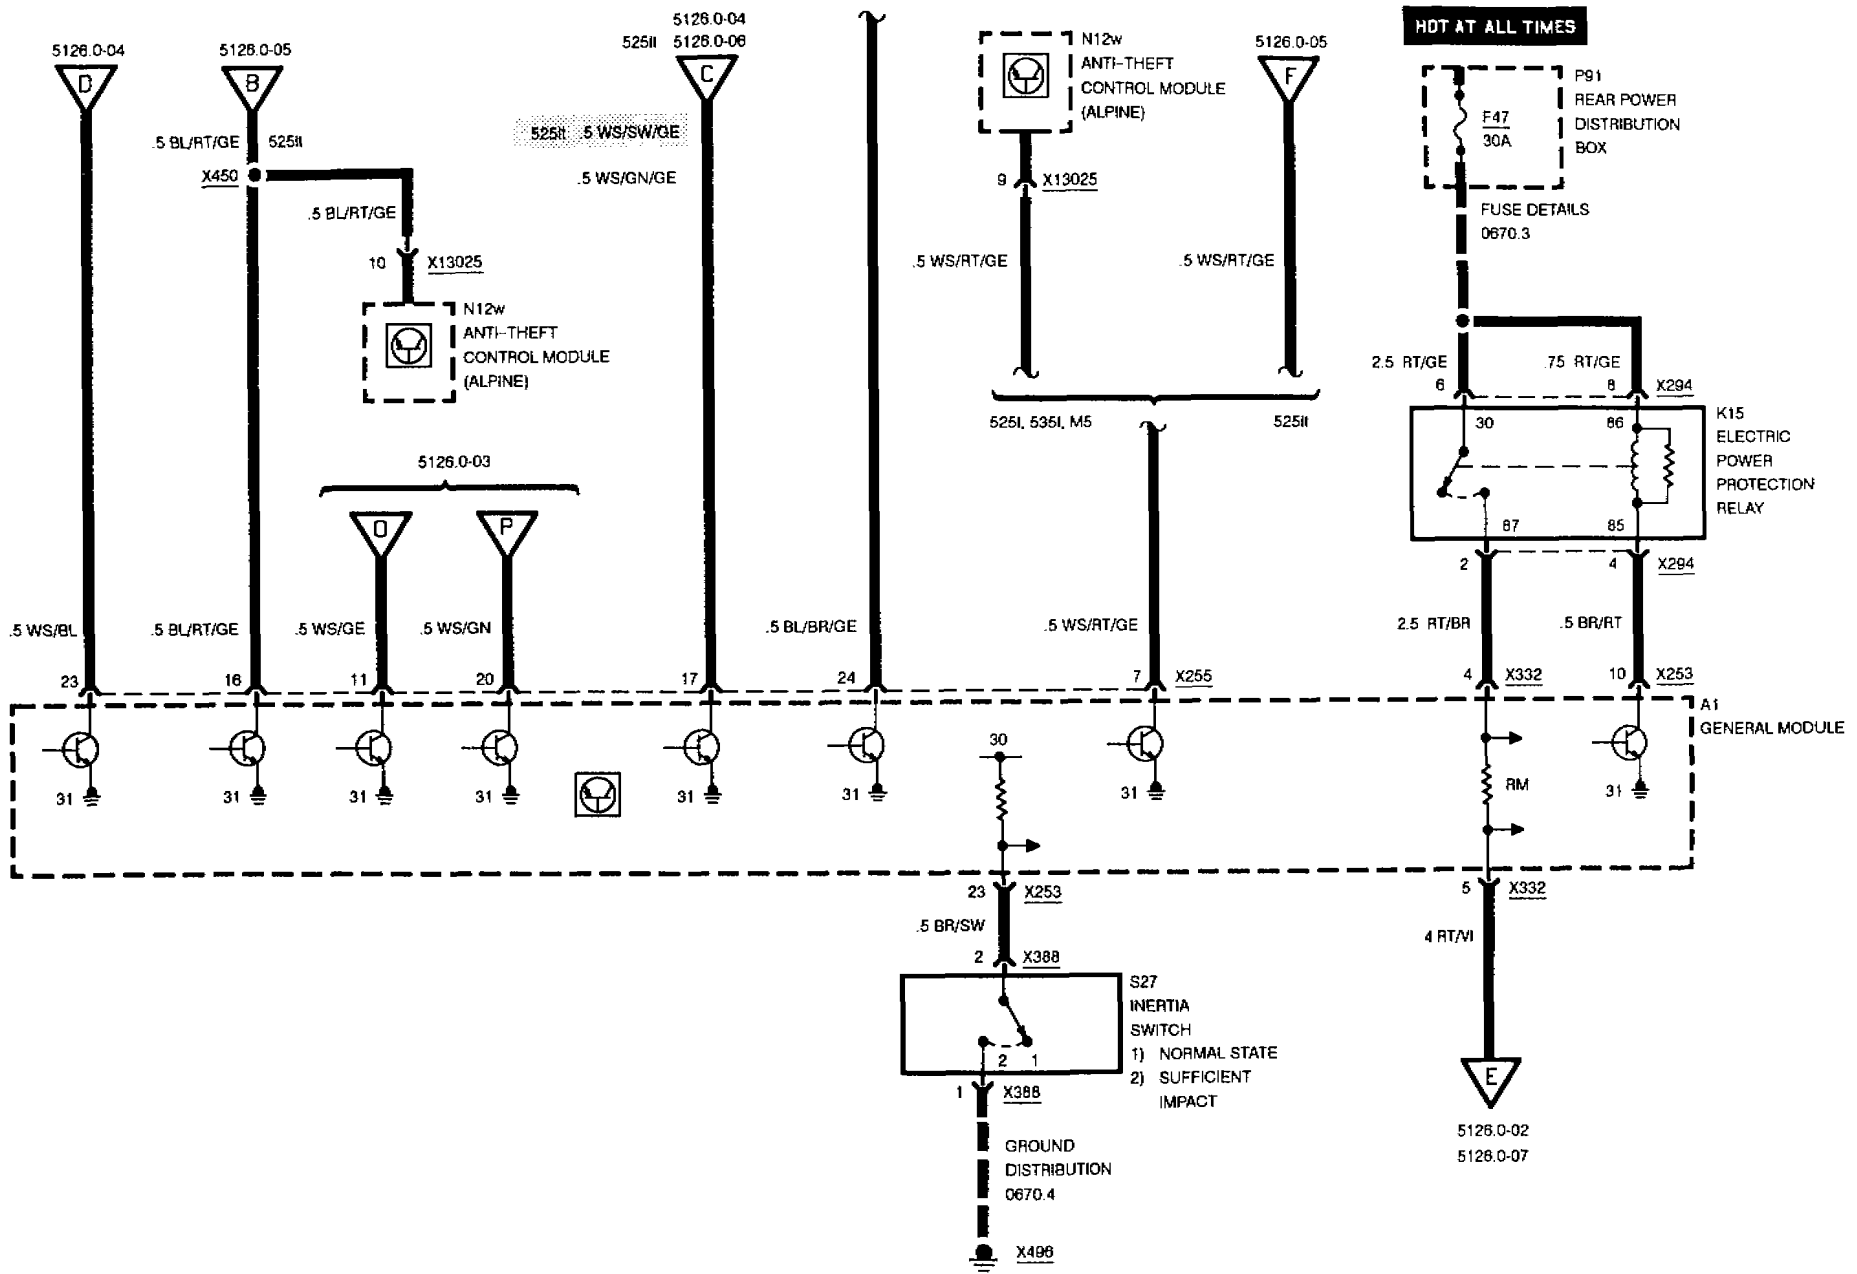 5126.0-04
D
5126.0-05
B
5126.0-04
525iI 5126.0-06
C
N12w
ANTI-THEFT
CONTROL MODULE
(ALPINE)
5126.0-05
F
HOT AT ALL TIMES
P91
REAR POWER
DISTRIBUTION
BOX
F47
30A
FUSE DETAILS
0670.3
.5 BL/RT/GE
525iI
X450
.5 BL/RT/GE
10
X13025
N12w
ANTI-THEFT
CONTROL MODULE
(ALPINE)
525iI .5 WS/SW/GE
.5 WS/GN/GE
9
X13025
.5 WS/RT/GE
.5 WS/RT/GE
525I, 535I, M5
525iI
2.5 RT/GE
.75 RT/GE
6
8
X294
30
86
87
85
K15
ELECTRIC
POWER
PROTECTION
RELAY
2
4
X294
5126.0-03
O
P
.5 WS/BL
.5 BL/RT/GE
.5 WS/GE
.5 WS/GN
.5 BL/BR/GE
.5 WS/RT/GE
2.5 RT/BR
.5 BR/RT
23
16
11
20
17
24
7
X255
4
X332
10
X253
A1
GENERAL MODULE
31
31
31
31
31
31
30
31
RM
31
23
X253
5
X332
.5 BR/SW
4 RT/VI
2
X388
S27
INERTIA
SWITCH
1) NORMAL STATE
2) SUFFICIENT
IMPACT
2
1
1
X388
GROUND
DISTRIBUTION
0670.4
X496
E
5126.0-02
5126.0-07